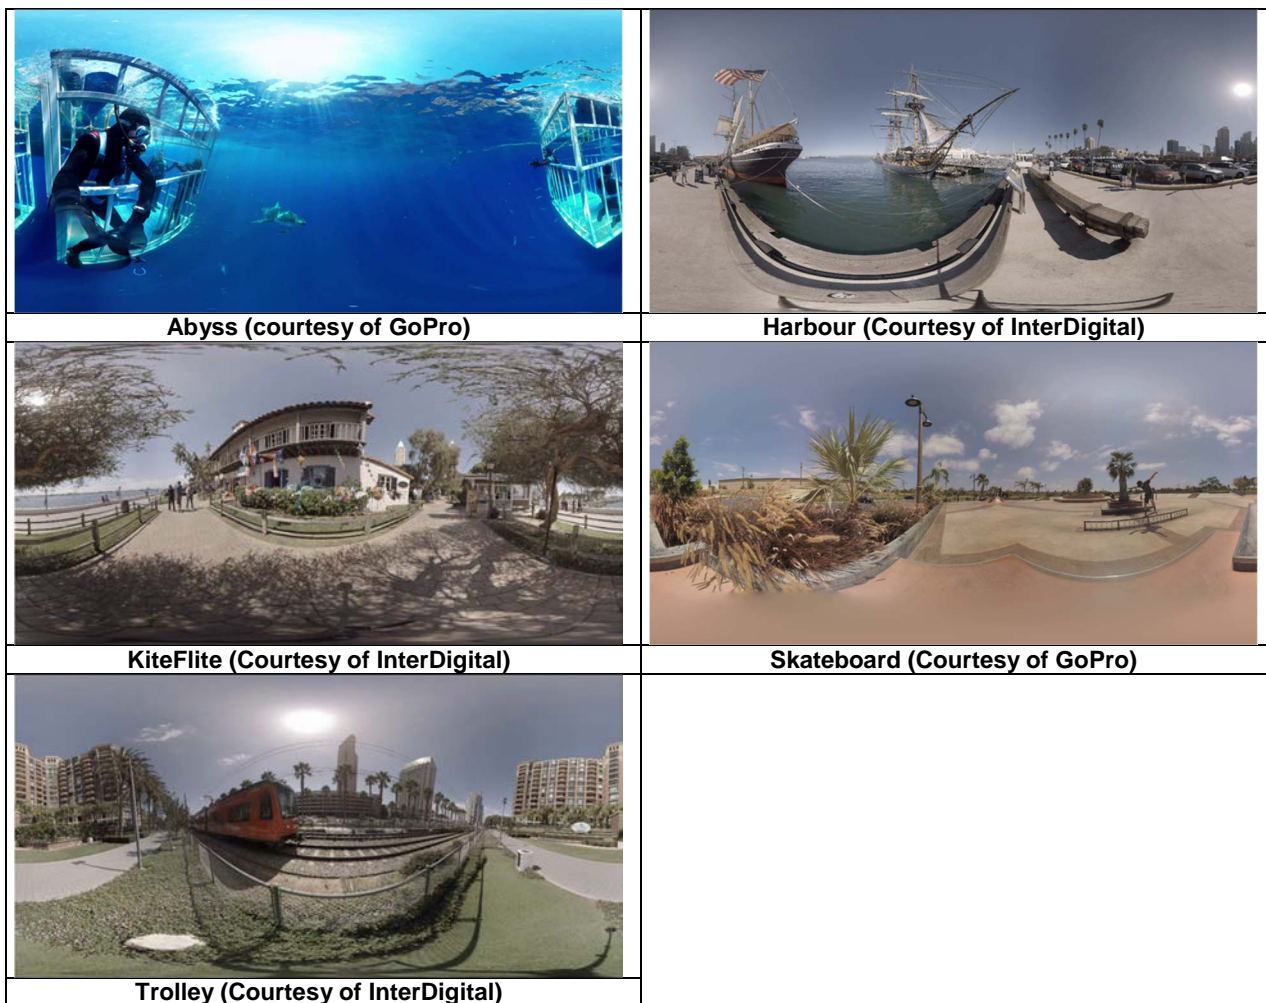 Abyss (courtesy of GoPro)
Harbour (Courtesy of InterDigital)
KiteFlite (Courtesy of InterDigital)
Skateboard (Courtesy of GoPro)
Trolley (Courtesy of InterDigital)